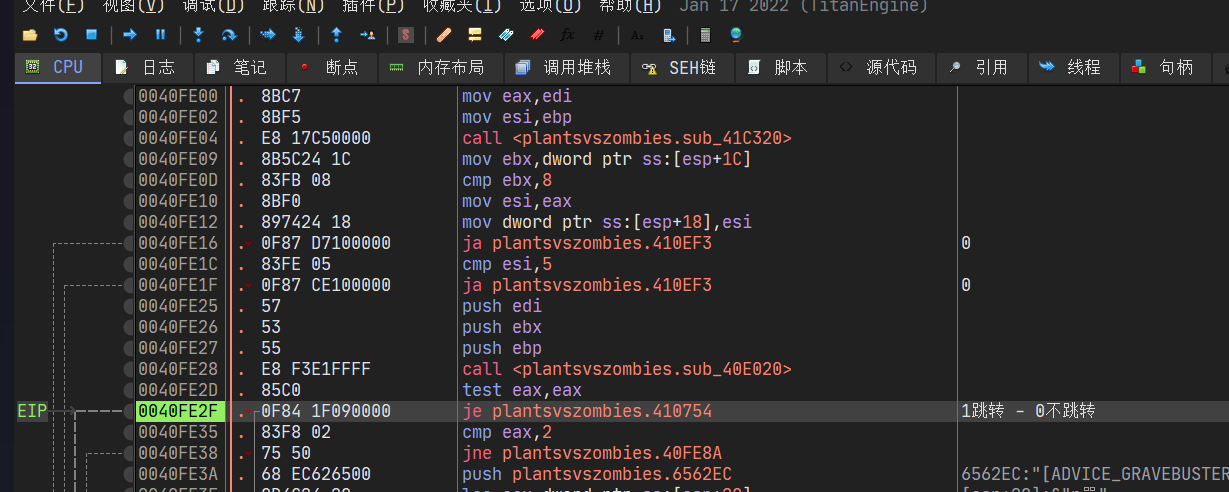 文件(F) 视图(V) 调试(D) 跟踪(N) 插件(P) 收藏夹(I) 选项(O) 帮助(H) Jan 17 2022 (TitanEngine)
CPU 日志 笔记 断点 内存布局 调用堆栈 SEH链 脚本 源代码 引用 线程 句柄
0040FE00 . 8BC7 mov eax,edi
0040FE02 . 8BF5 mov esi,ebp
0040FE04 . E8 17C50000 call <plantsvszombies.sub_41C320>
0040FE09 . 8B5C24 1C mov ebx,dword ptr ss:[esp+1C]
0040FE0D . 83FB 08 cmp ebx,8
0040FE10 . 8BF0 mov esi,eax
0040FE12 . 897424 18 mov dword ptr ss:[esp+18],esi
0040FE16 . 0F87 D7100000 ja plantsvszombies.410EF3 0
0040FE1C . 83FE 05 cmp esi,5
0040FE1F . 0F87 CE100000 ja plantsvszombies.410EF3 0
0040FE25 . 57 push edi
0040FE26 . 53 push ebx
0040FE27 . 55 push ebp
0040FE28 . E8 F3E1FFFF call <plantsvszombies.sub_40E020>
0040FE2D . 85C0 test eax,eax
EIP 0040FE2F . 0F84 1F090000 je plantsvszombies.410754 1跳转 - 0不跳转
0040FE35 . 83F8 02 cmp eax,2
0040FE38 . 75 50 jne plantsvszombies.40FE8A
0040FE3A . 68 EC626500 push plantsvszombies.6562EC 6562EC:"[ADVICE_GRAVEBUSTER